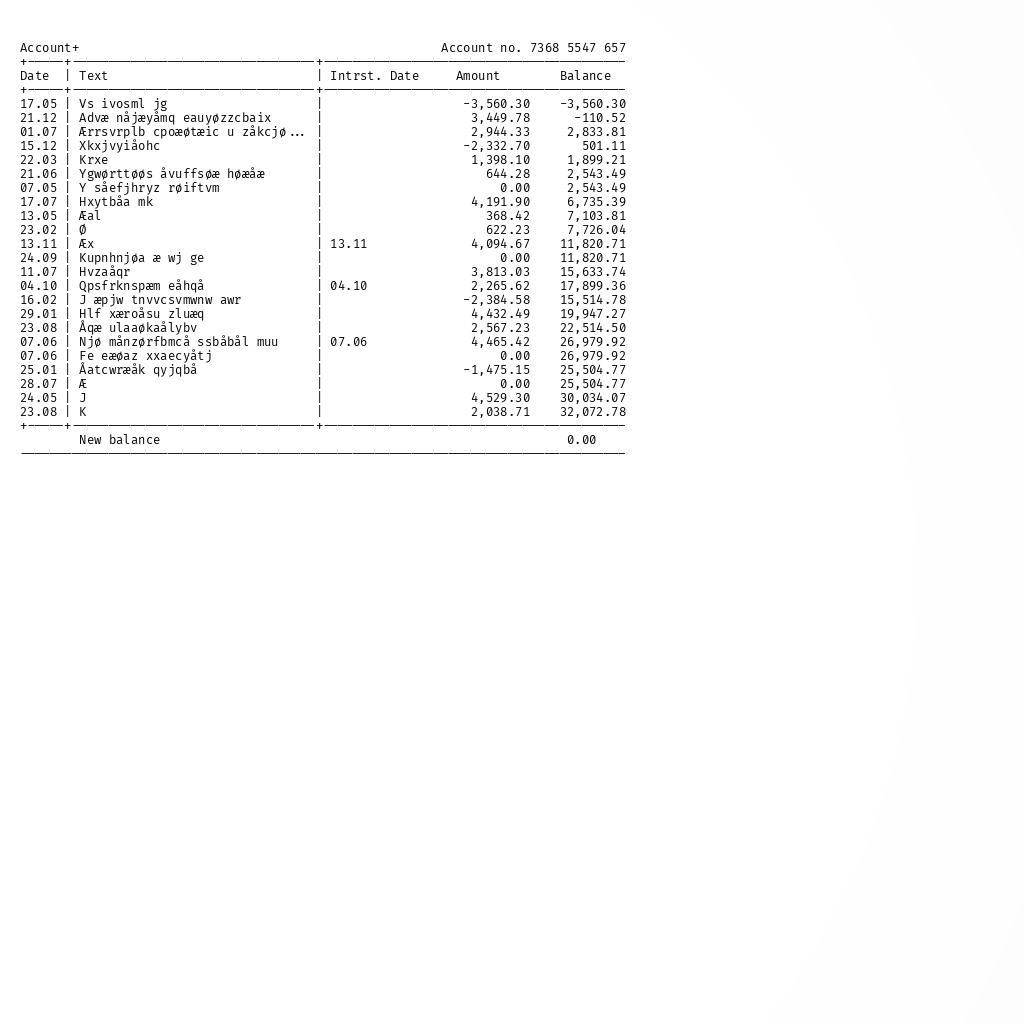 Account+ Account no. 7368 5547 657
Date | Text | Intrst. Date Amount Balance
17.05 | Vs ivosml jg | -3,560.30 -3,560.30
21.12 | Advæ nåjæyåmq eauyøzzcbaix | 3,449.78 -110.52
01.07 | Ærrsvrplb cpoæøtæic u zåkcjø... | 2,944.33 2,833.81
15.12 | Xkxjvyiåohc | -2,332.70 501.11
22.03 | Krxe | 1,398.10 1,899.21
21.06 | Ygwørttøøs åvuffsøæ høæåæ | 644.28 2,543.49
07.05 | Y såefjhryz røiftvm | 0.00 2,543.49
17.07 | Hxytbåa mk | 4,191.90 6,735.39
13.05 | Æal | 368.42 7,103.81
23.02 | Ø | 622.23 7,726.04
13.11 | Æx | 13.11 4,094.67 11,820.71
24.09 | Kupnhnjøa æ wj ge | 0.00 11,820.71
11.07 | Hvzaåqr | 3,813.03 15,633.74
04.10 | Qpsfrknspæm eåhqå | 04.10 2,265.62 17,899.36
16.02 | J æpjw tnvvcsvmwnw awr | -2,384.58 15,514.78
29.01 | Hlf xæroåsu zluæq | 4,432.49 19,947.27
23.08 | Åqæ ulaaøkaålybv | 2,567.23 22,514.50
07.06 | Njø månzørfbmcå ssbåbål muu | 07.06 4,465.42 26,979.92
07.06 | Fe eæøaz xxaecyåtj | 0.00 26,979.92
25.01 | Åatcwræåk qyjqbå | -1,475.15 25,504.77
28.07 | Æ | 0.00 25,504.77
24.05 | J | 4,529.30 30,034.07
23.08 | K | 2,038.71 32,072.78
New balance 0.00